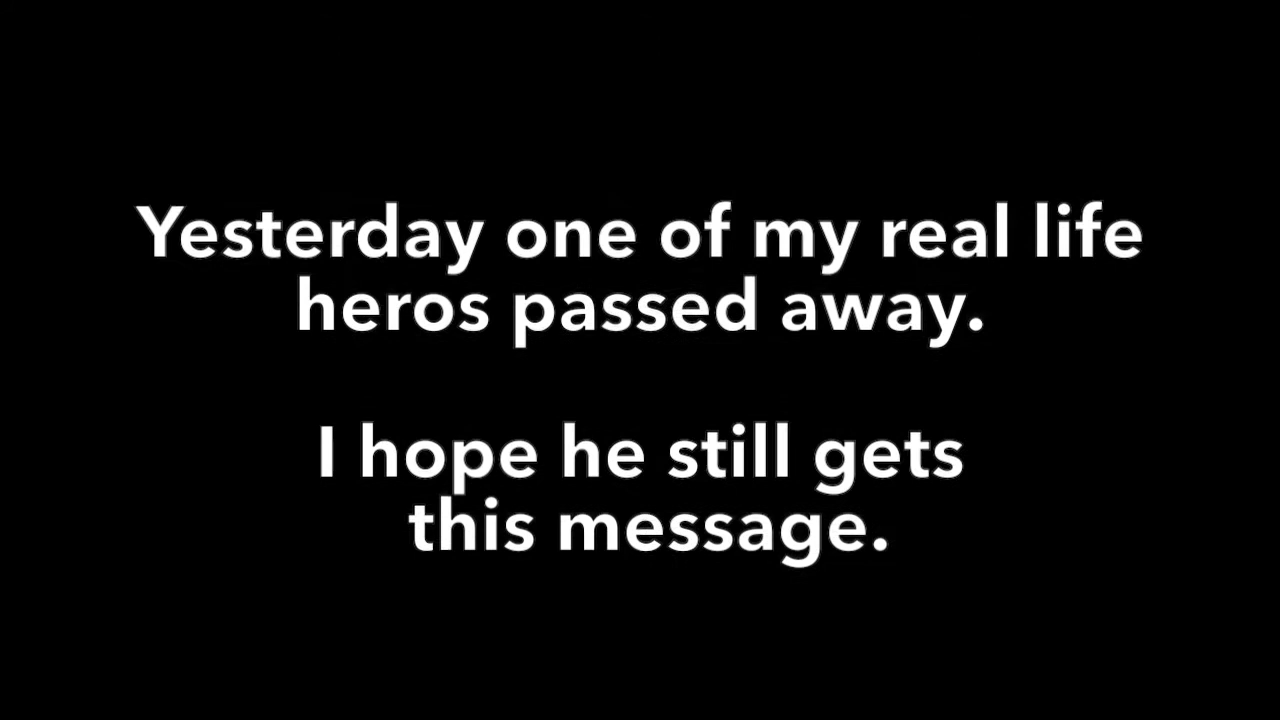 Yesterday one of my real life
heros passed away.
I hope he still gets
this message.